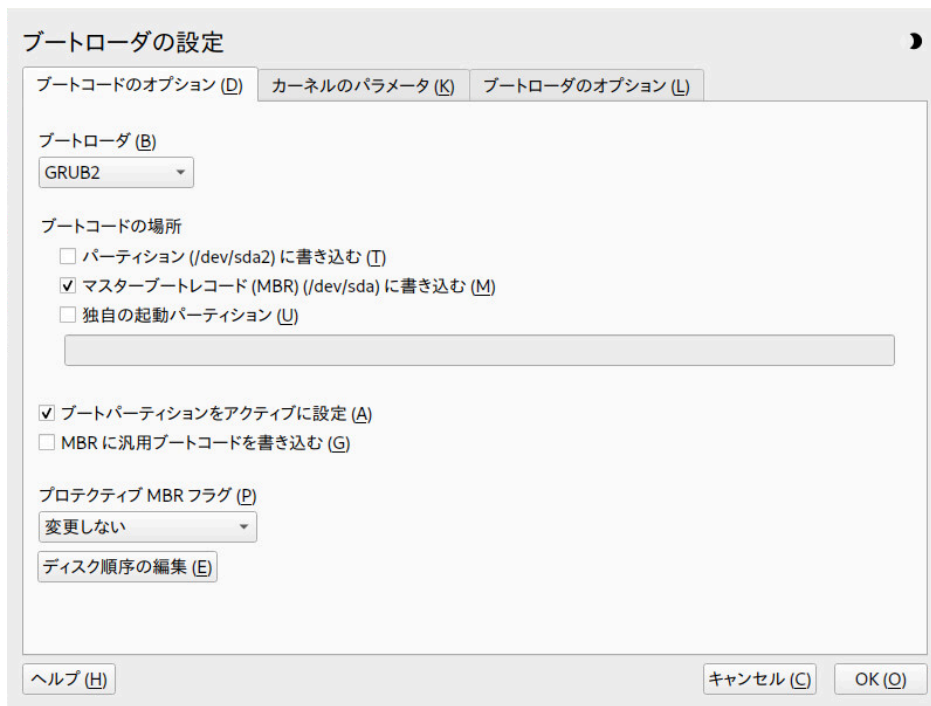 ブートローダの設定
ブートコードのオプション (D) カーネルのパラメータ (K) ブートローダのオプション (L)
ブートローダ (B)
GRUB2
ブートコードの場所
パーティション (/dev/sda2) に書き込む (T)
マスターブートレコード (MBR) (/dev/sda) に書き込む (M)
独自の起動パーティション (U)
ブートパーティションをアクティブに設定 (A)
MBR に汎用ブートコードを書き込む (G)
プロテクティブ MBR フラグ (P)
変更しない
ディスク順序の編集 (E)
ヘルプ (H) キャンセル (C) OK (O)